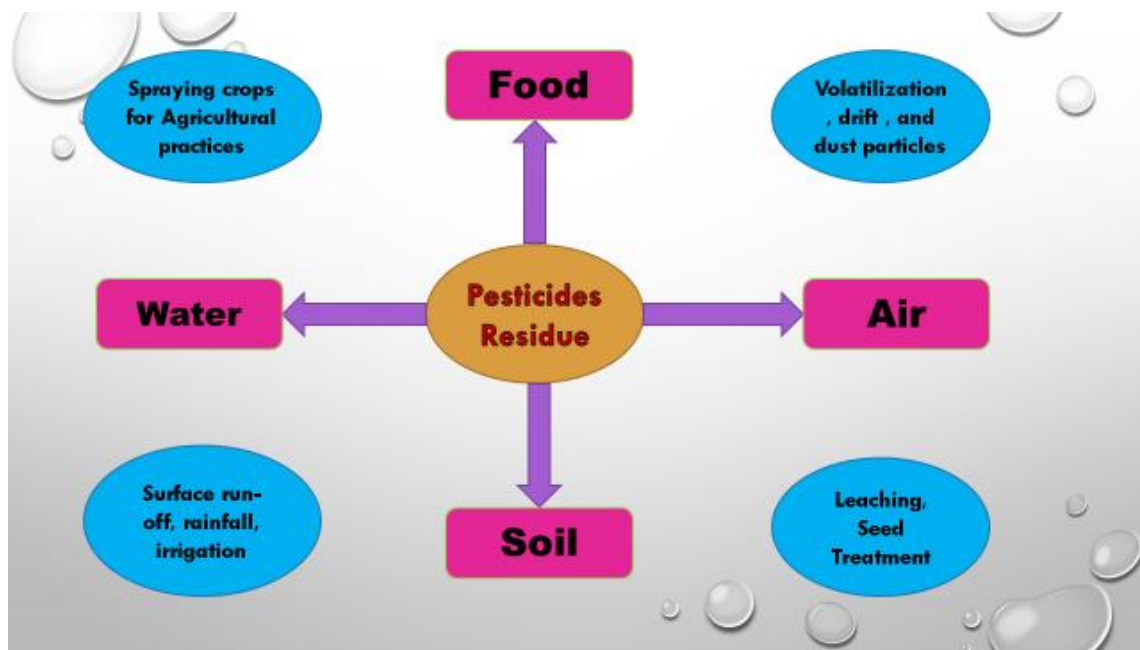 Spraying crops
for Agricultural
practices
Food
Volatilization
, drift , and
dust particles
Water
Pesticides
Residue
Air
Surface run-
off, rainfall,
irrigation
Soil
Leaching,
Seed
Treatment